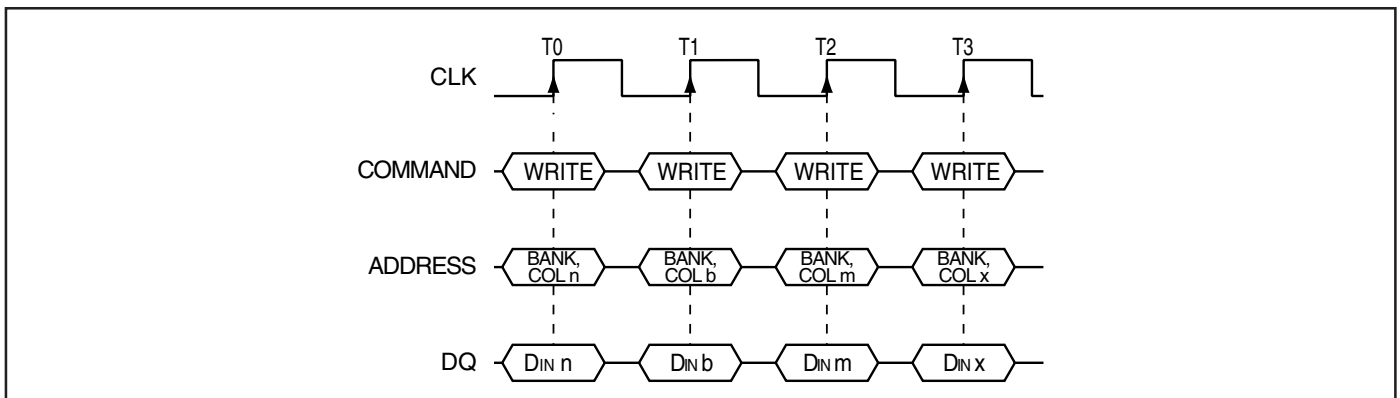 T0 T1 T2 T3
CLK
COMMAND WRITE WRITE WRITE WRITE
ADDRESS BANK, COL n BANK, COL b BANK, COL m BANK, COL x
DQ DIN n DIN b DIN m DIN x